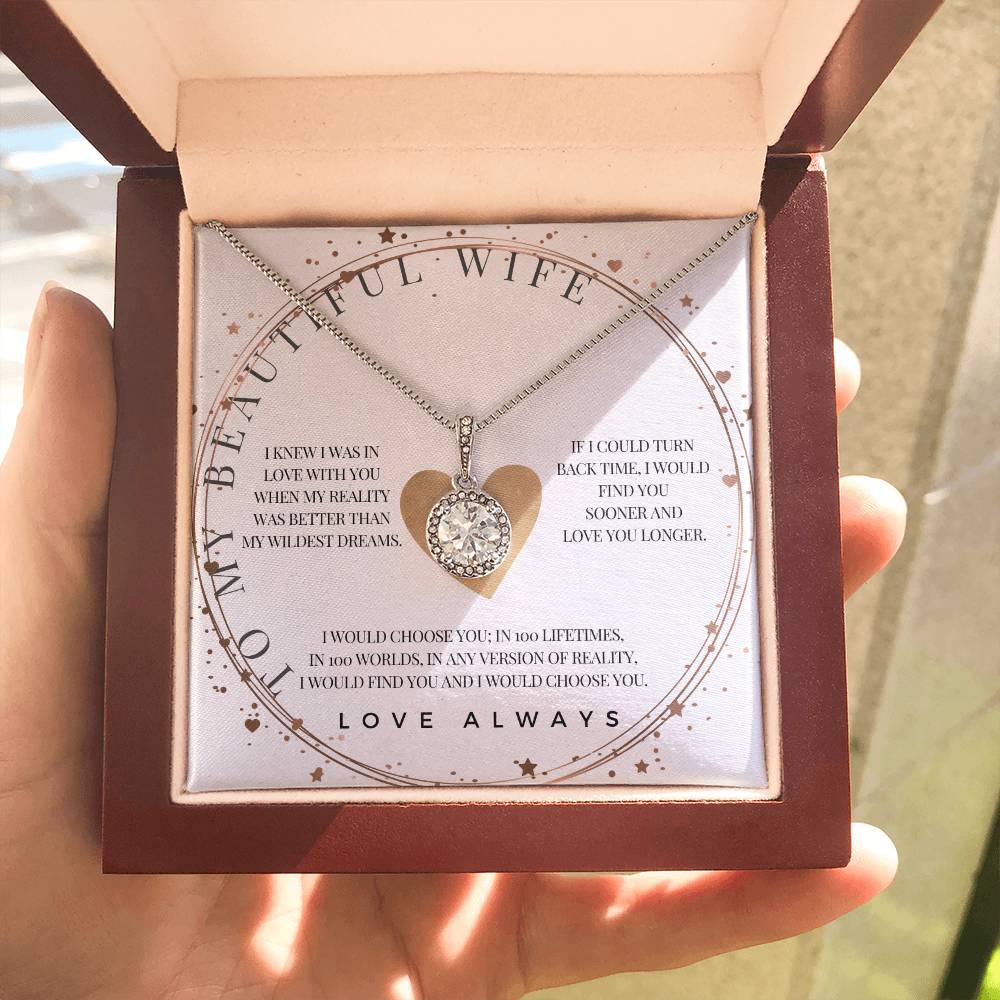 TO MY BEAUTIFUL WIFE
I KNEW I WAS IN
LOVE WITH YOU
WHEN MY REALITY
WAS BETTER THAN
MY WILDEST DREAMS.
IF I COULD TURN
BACK TIME, I WOULD
FIND YOU
SOONER AND
LOVE YOU LONGER.
I WOULD CHOOSE YOU; IN 100 LIFETIMES,
IN 100 WORLDS, IN ANY VERSION OF REALITY,
I WOULD FIND YOU AND I WOULD CHOOSE YOU.
LOVE ALWAYS